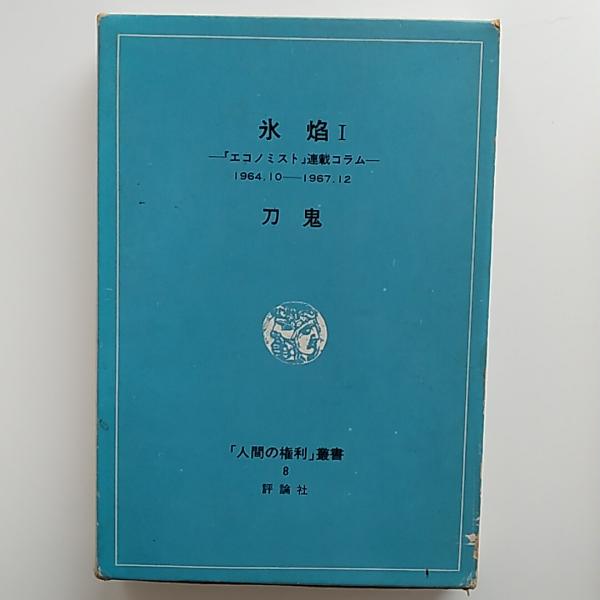 氷焰 I
―「エコノミスト」連載コラム―
1964.10――1967.12
刀鬼
「人間の権利」叢書
8
評論社